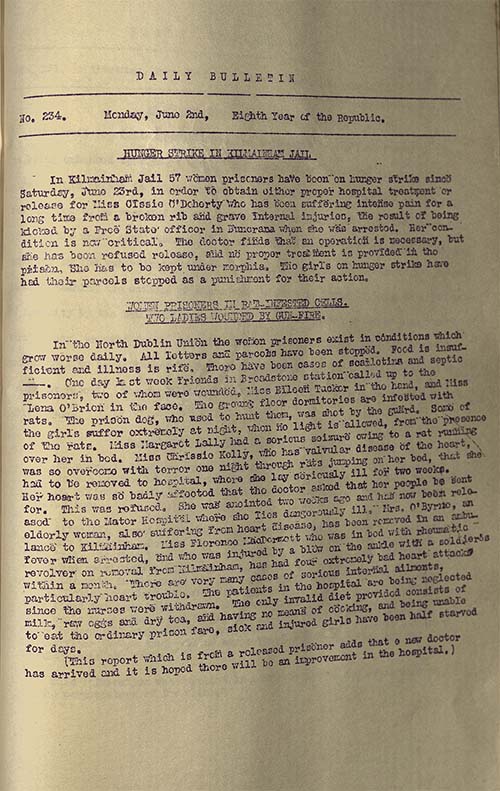 DAILY BULLETIN
No. 234. Monday, June 2nd, Eighth Year of the Republic.
HUNGER STRIKE IN KILMAINHAM JAIL
In Kilmainham Jail 57 women prisoners have been on hunger strike since
Saturday, June 23rd, in order to obtain either proper hospital treatment or
release for Miss Cissie O'Doherty who has been suffering intense pain for a
long time from a broken rib and grave internal injuries, the result of being
kicked by a Free State officer in Buncrana when she was arrested. Her con-
dition is now critical. The doctor finds that an operation is necessary, but
she has been refused release, and no proper treatment is provided in the
prison. She has to be kept under morphia. The girls on hunger strike have
had their parcels stopped as a punishment for their action.
WOMEN PRISONERS IN RAT-INFESTED CELLS.
TWO LADIES WOUNDED BY GUN-FIRE.
In the North Dublin Union the women prisoners exist in conditions which
grow worse daily. All letters and parcels have been stopped. Food is insuf-
ficient and illness is rife. There have been cases of scarlatina and septic
One day last week friends in Broadstone station called up to the
prisoners, two of whom were wounded, Miss Eileen Tucker in the hand, and Miss
Lena O'Brien in the face. The ground floor dormitories are infested with
rats. The prison dog, who used to hunt them, was shot by the guard. Some of
the girls suffer extremely at night, when no light is allowed, from the presence
of the rats. Miss Margaret Lally had a serious seizure owing to a rat running
over her in bed. Miss Chrissie Kelly, who has valvular disease of the heart,
was so overcome with terror one night through rats jumping on her bed, that she
had to be removed to hospital, where she lay seriously ill for two weeks.
Her heart was so badly affected that the doctor asked that her people be sent
for. This was refused. She was anointed two weeks ago and has now been rele-
ased to the Mater Hospital where she lies dangerously ill. Mrs. O'Byrne, an
elderly woman, also suffering from heart disease, has been removed in an ambu-
lance to Kilmainham. Miss Florence MacDermott who was in bed with rheumatic
fever when arrested, and who was injured by a blow on the ankle with a soldiers
revolver on removal from Kilmainham, has had four extremely bad heart attacks
within a month. There are very many cases of serious internal ailments,
particularly heart trouble. The patients in the hospital are being neglected
since the nurses were withdrawn. The only invalid diet provided consists of
milk, raw eggs and dry tea, and having no means of cooking, and being unable
to eat the ordinary prison fare, sick and injured girls have been half starved
for days.
(This report which is from a released prisoner adds that a new doctor
has arrived and it is hoped there will be an improvement in the hospital.)